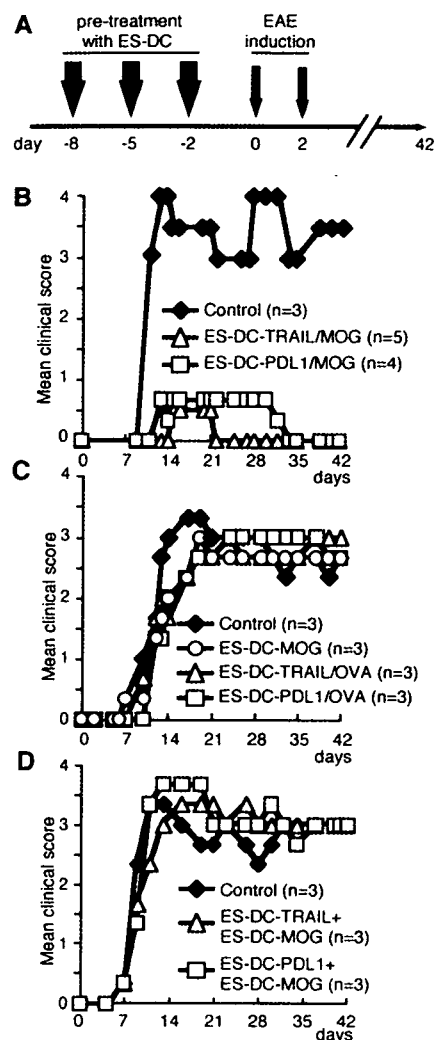 A
pre-treatment
with ES-DC
EAE
induction
day -8 -5 -2 0 2 42
B
Mean clinical score
4
3
2
1
0
Control (n=3)
ES-DC-TRAIL/MOG (n=5)
ES-DC-PDL1/MOG (n=4)
0 7 14 21 28 35 42
days
C
Mean clinical score
4
3
2
1
0
Control (n=3)
ES-DC-MOG (n=3)
ES-DC-TRAIL/OVA (n=3)
ES-DC-PDL1/OVA (n=3)
0 7 14 21 28 35 42
days
D
Mean clinical score
4
3
2
1
0
Control (n=3)
ES-DC-TRAIL+
ES-DC-MOG (n=3)
ES-DC-PDL1+
ES-DC-MOG (n=3)
0 7 14 21 28 35 42
days